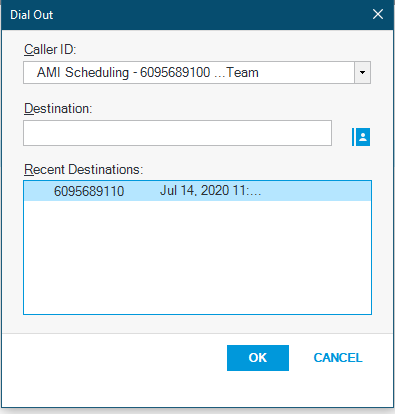 Dial Out
Caller ID:
AMI Scheduling - 6095689100 ...Team
Destination:
Recent Destinations:
6095689110 Jul 14, 2020 11:...
OK CANCEL